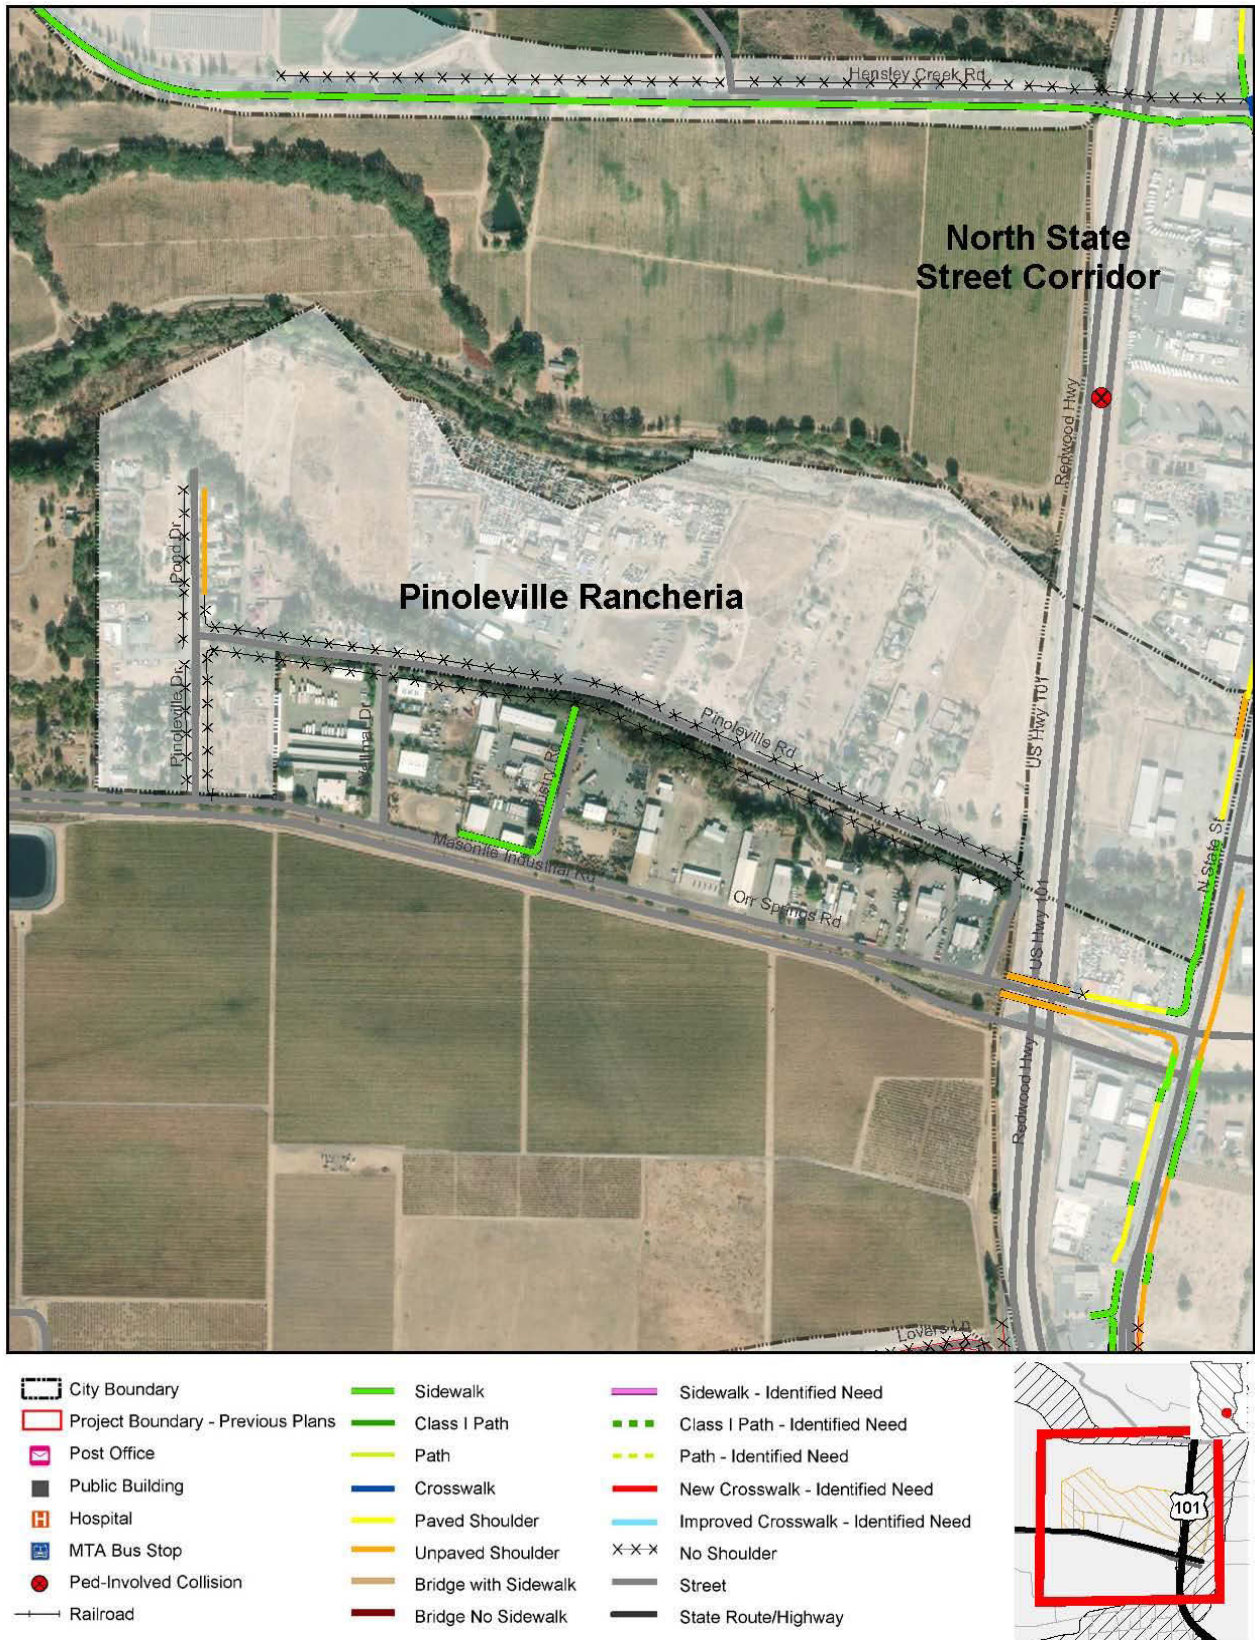 Hensley Creek Rd
North State
Street Corridor
Redwood Hwy
Pond Dr
Pinoleville Rancheria
Pinoleville Dr
Pinoleville Rd
US Hwy 101
Masonite Industrial Rd
Orr Springs Rd
N State St
US Hwy 101
Redwood Hwy
Lovers Ln
City Boundary
Project Boundary - Previous Plans
Post Office
Public Building
H Hospital
MTA Bus Stop
Ped-Involved Collision
Railroad
Sidewalk
Class I Path
Path
Crosswalk
Paved Shoulder
Unpaved Shoulder
Bridge with Sidewalk
Bridge No Sidewalk
Sidewalk - Identified Need
Class I Path - Identified Need
Path - Identified Need
New Crosswalk - Identified Need
Improved Crosswalk - Identified Need
No Shoulder
Street
State Route/Highway
101